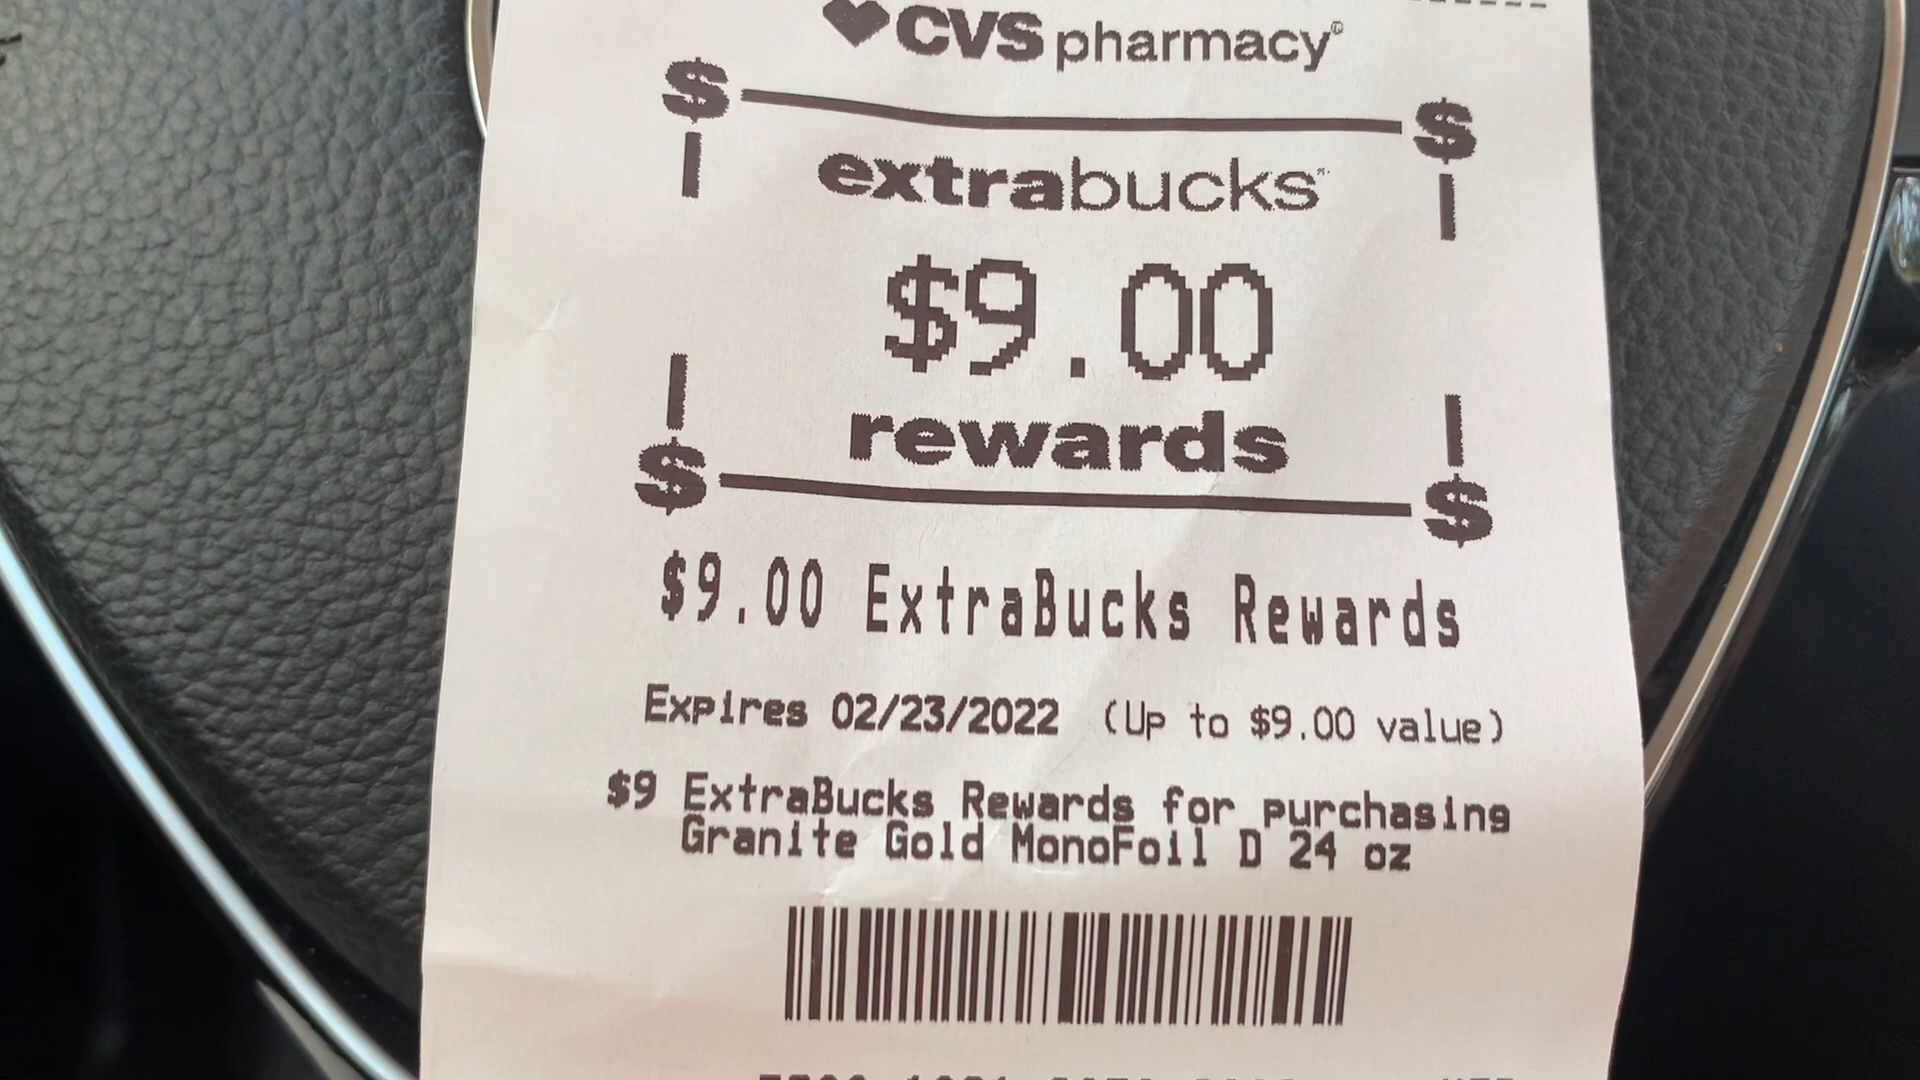 CVS pharmacy
$ $
extrabucks
$9.00
rewards
$ $
$9.00 ExtraBucks Rewards
Expires 02/23/2022 (Up to $9.00 value)
$9 ExtraBucks Rewards for purchasing
Granite Gold MonoFoil D 24 oz